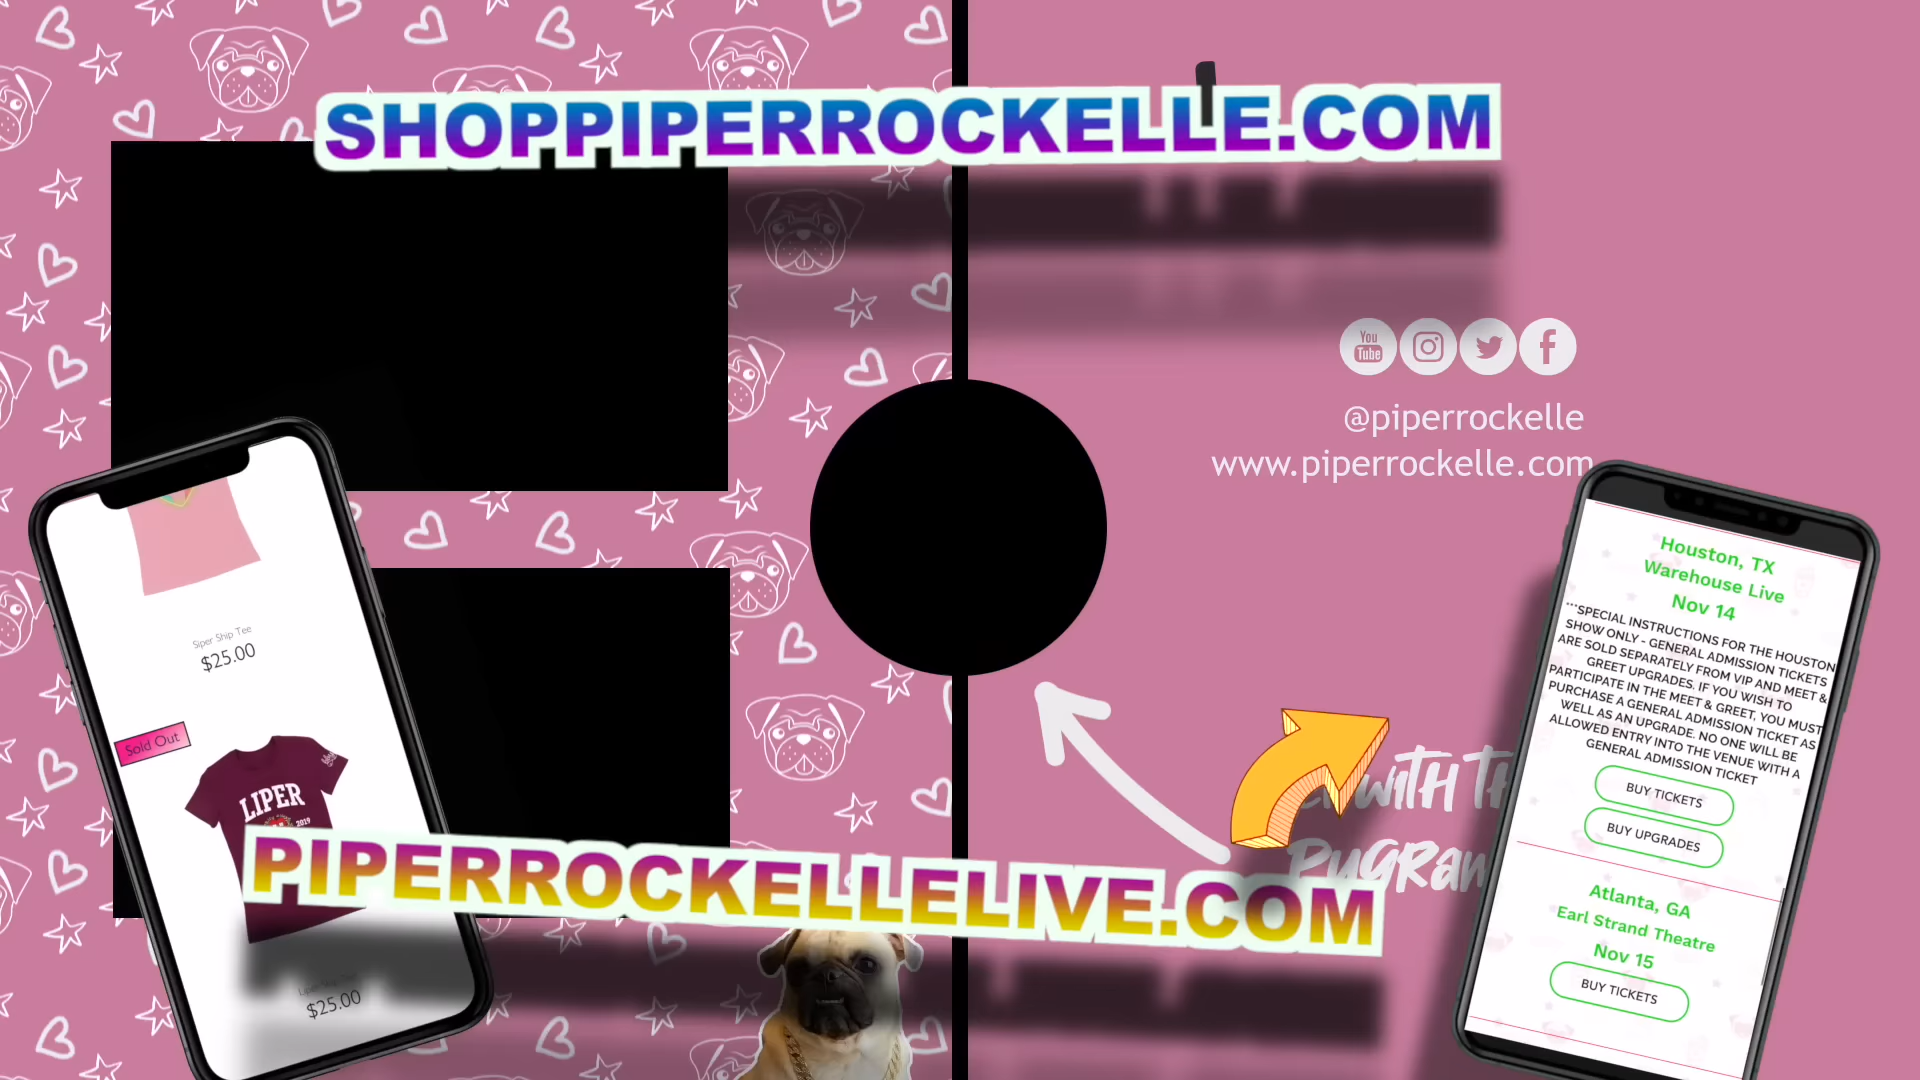 SHOPPIPERROCKELLE.COM
You
Tube
@piperrockelle
www.piperrockelle.com
Siper Ship Tee
$25.00
Sold Out
LIPER
2019
$25.00
PIPERROCKELLELIVE.COM
WITH
PUGRAM
Houston, TX
Warehouse Live
Nov 14
***SPECIAL INSTRUCTIONS FOR THE HOUSTON
SHOW ONLY - GENERAL ADMISSION TICKETS
ARE SOLD SEPARATELY FROM VIP AND MEET &
GREET UPGRADES. IF YOU WISH TO
PARTICIPATE IN THE MEET & GREET, YOU MUST
PURCHASE A GENERAL ADMISSION TICKET AS
WELL AS AN UPGRADE. NO ONE WILL BE
ALLOWED ENTRY INTO THE VENUE WITH A
GENERAL ADMISSION TICKET
BUY TICKETS
BUY UPGRADES
Atlanta, GA
Earl Strand Theatre
Nov 15
BUY TICKETS